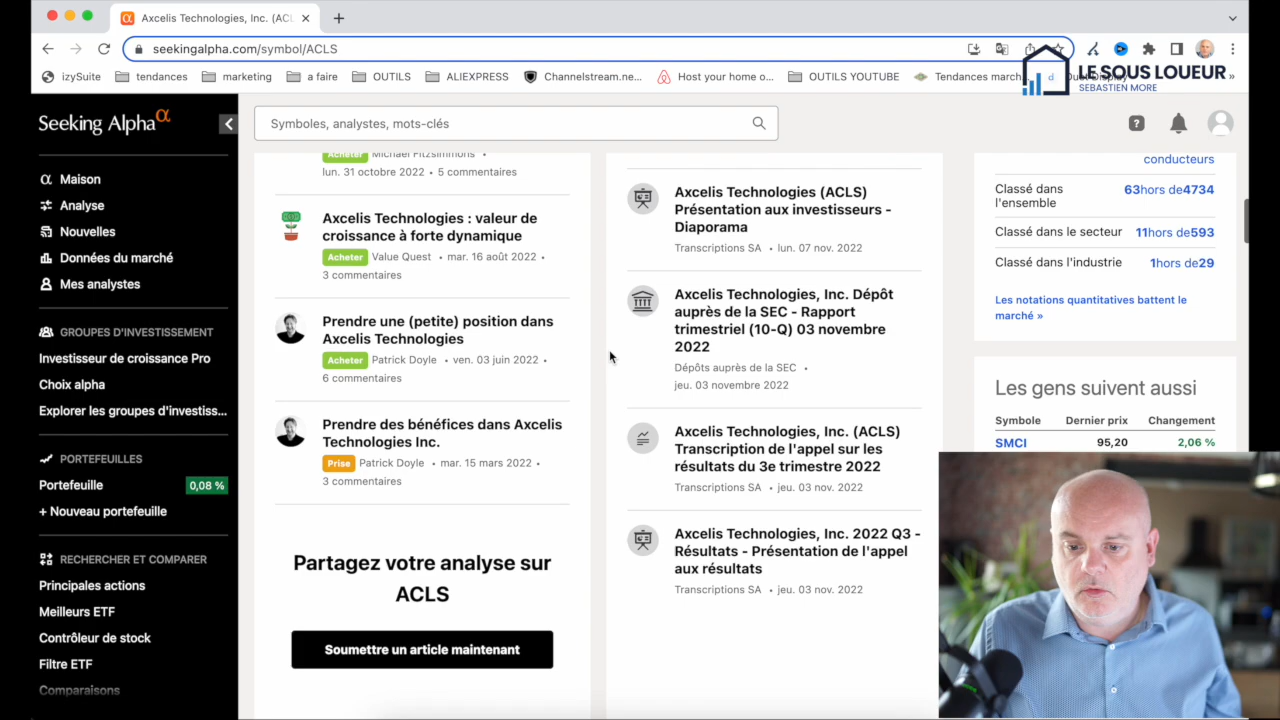 Axcelis Technologies, Inc. (ACL
seekingalpha.com/symbol/ACLS
izySuite
tendances
marketing
a faire
OUTILS
ALIEXPRESS
Channelstream.ne...
Host your home o...
OUTILS YOUTUBE
Tendances march
LE SOUS LOUEUR
SEBASTIEN MORE
Seeking Alpha α
Symboles, analystes, mots-clés
Maison
Analyse
Nouvelles
Données du marché
Mes analystes
GROUPES D'INVESTISSEMENT
Investisseur de croissance Pro
Choix alpha
Explorer les groupes d'investiss...
PORTEFEUILLES
Portefeuille 0,08 %
+ Nouveau portefeuille
RECHERCHER ET COMPARER
Principales actions
Meilleurs ETF
Contrôleur de stock
Filtre ETF
Comparaisons
Acheter Michael Fitzsimmons •
lun. 31 octobre 2022 • 5 commentaires
Axcelis Technologies : valeur de
croissance à forte dynamique
Acheter Value Quest • mar. 16 août 2022 •
3 commentaires
Prendre une (petite) position dans
Axcelis Technologies
Acheter Patrick Doyle • ven. 03 juin 2022 •
6 commentaires
Prendre des bénéfices dans Axcelis
Technologies Inc.
Prise Patrick Doyle • mar. 15 mars 2022 •
3 commentaires
Partagez votre analyse sur
ACLS
Soumettre un article maintenant
Axcelis Technologies (ACLS)
Présentation aux investisseurs -
Diaporama
Transcriptions SA • lun. 07 nov. 2022
Axcelis Technologies, Inc. Dépôt
auprès de la SEC - Rapport
trimestriel (10-Q) 03 novembre
2022
Dépôts auprès de la SEC •
jeu. 03 novembre 2022
Axcelis Technologies, Inc. (ACLS)
Transcription de l'appel sur les
résultats du 3e trimestre 2022
Transcriptions SA • jeu. 03 nov. 2022
Axcelis Technologies, Inc. 2022 Q3 -
Résultats - Présentation de l'appel
aux résultats
Transcriptions SA • jeu. 03 nov. 2022
conducteurs
Classé dans
l'ensemble
63hors de4734
Classé dans le secteur 11hors de593
Classé dans l'industrie 1hors de29
Les notations quantitatives battent le
marché »
Les gens suivent aussi
Symbole Dernier prix Changement
SMCI 95,20 2,06 %